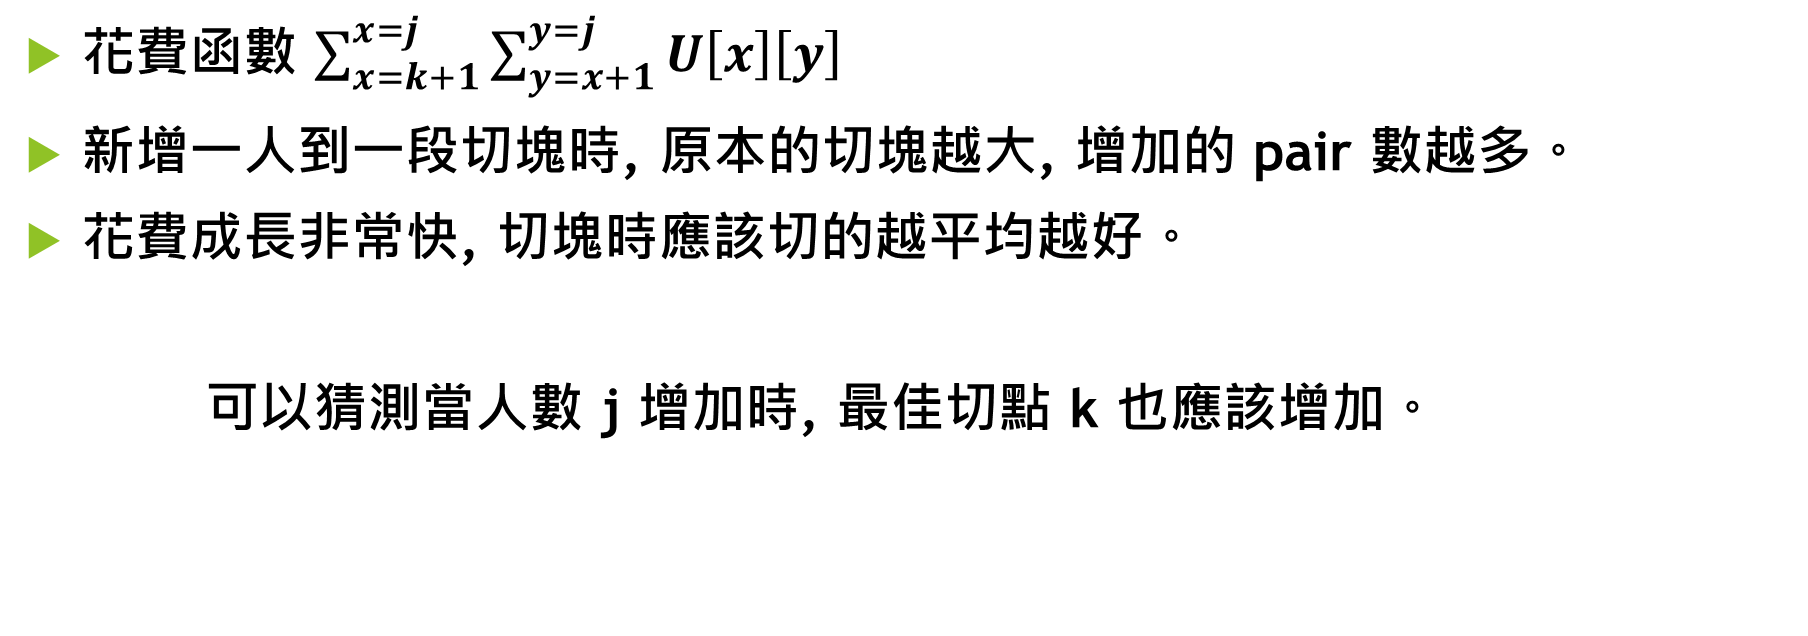 ▶ 花費函數 $\sum_{x=k+1}^{x=j} \sum_{y=x+1}^{y=j} U[x][y]$
▶ 新增一人到一段切塊時, 原本的切塊越大, 增加的 pair 數越多。
▶ 花費成長非常快, 切塊時應該切的越平均越好。
可以猜測當人數 j 增加時, 最佳切點 k 也應該增加。